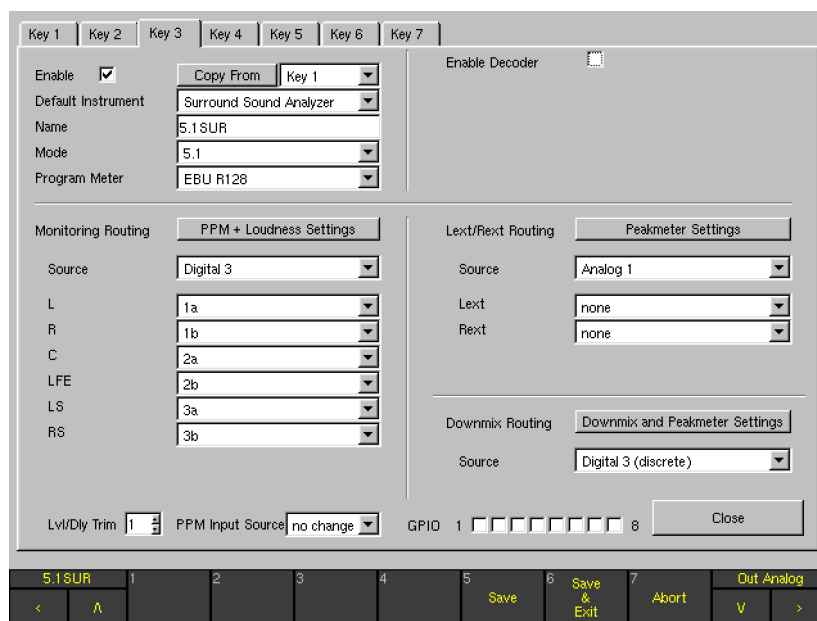 Key 1 Key 2 Key 3 Key 4 Key 5 Key 6 Key 7
Enable Copy From Key 1
Default Instrument Surround Sound Analyzer
Name 5.1SUR
Mode 5.1
Program Meter EBU R128
Enable Decoder
Monitoring Routing PPM + Loudness Settings
Source Digital 3
L 1a
R 1b
C 2a
LFE 2b
LS 3a
RS 3b
Lext/Rext Routing Peakmeter Settings
Source Analog 1
Lext none
Rext none
Downmix Routing Downmix and Peakmeter Settings
Source Digital 3 (discrete)
Lvl/Dly Trim 1 PPM Input Source no change GPIO 1 8 Close
5.1SUR 1 2 3 4 5 Save 6 Save & Exit 7 Abort Out Analog
< Λ V >